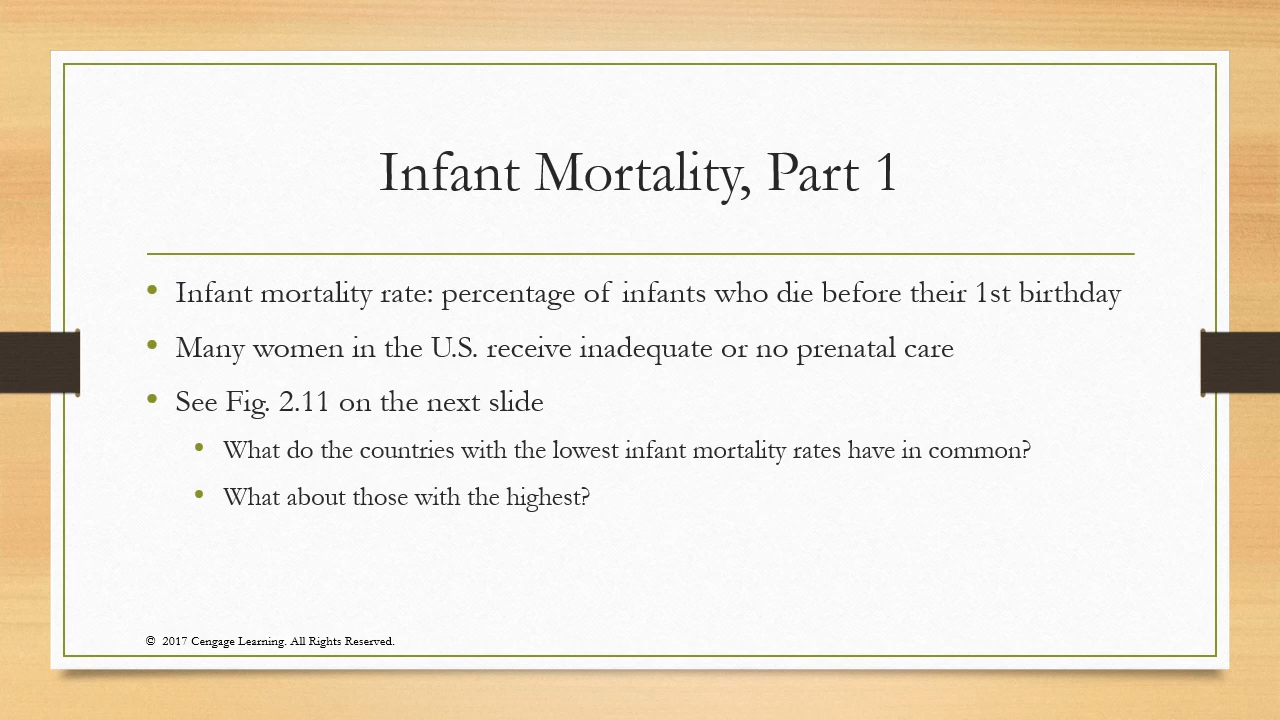 Infant Mortality, Part 1
• Infant mortality rate: percentage of infants who die before their 1st birthday
• Many women in the U.S. receive inadequate or no prenatal care
• See Fig. 2.11 on the next slide
• What do the countries with the lowest infant mortality rates have in common?
• What about those with the highest?
© 2017 Cengage Learning. All Rights Reserved.